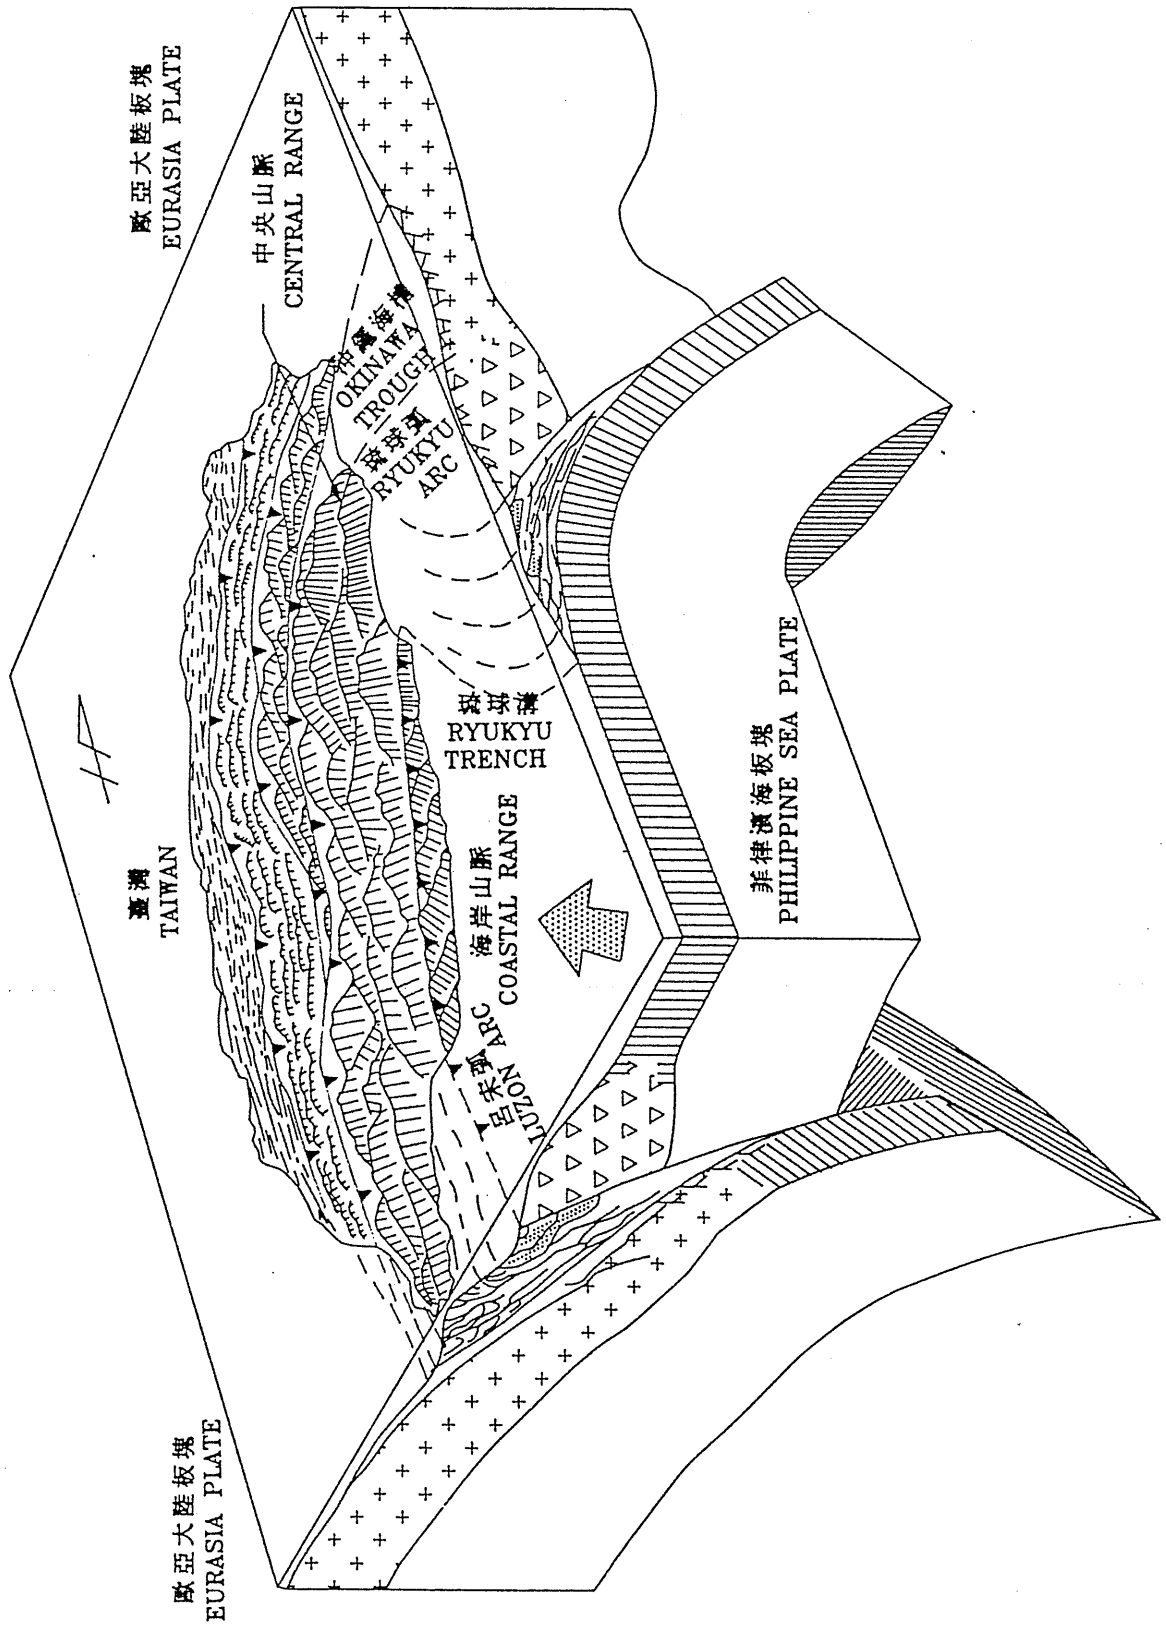 歐亞大陸板塊
EURASIA PLATE
臺灣
TAIWAN
歐亞大陸板塊
EURASIA PLATE
中央山脈
CENTRAL RANGE
沖繩海槽
OKINAWA
TROUGH
琉球弧
RYUKYU
ARC
琉球溝
RYUKYU
TRENCH
海岸山脈
COASTAL RANGE
呂宋弧
LUZON ARC
菲律濱海板塊
PHILIPPINE SEA PLATE